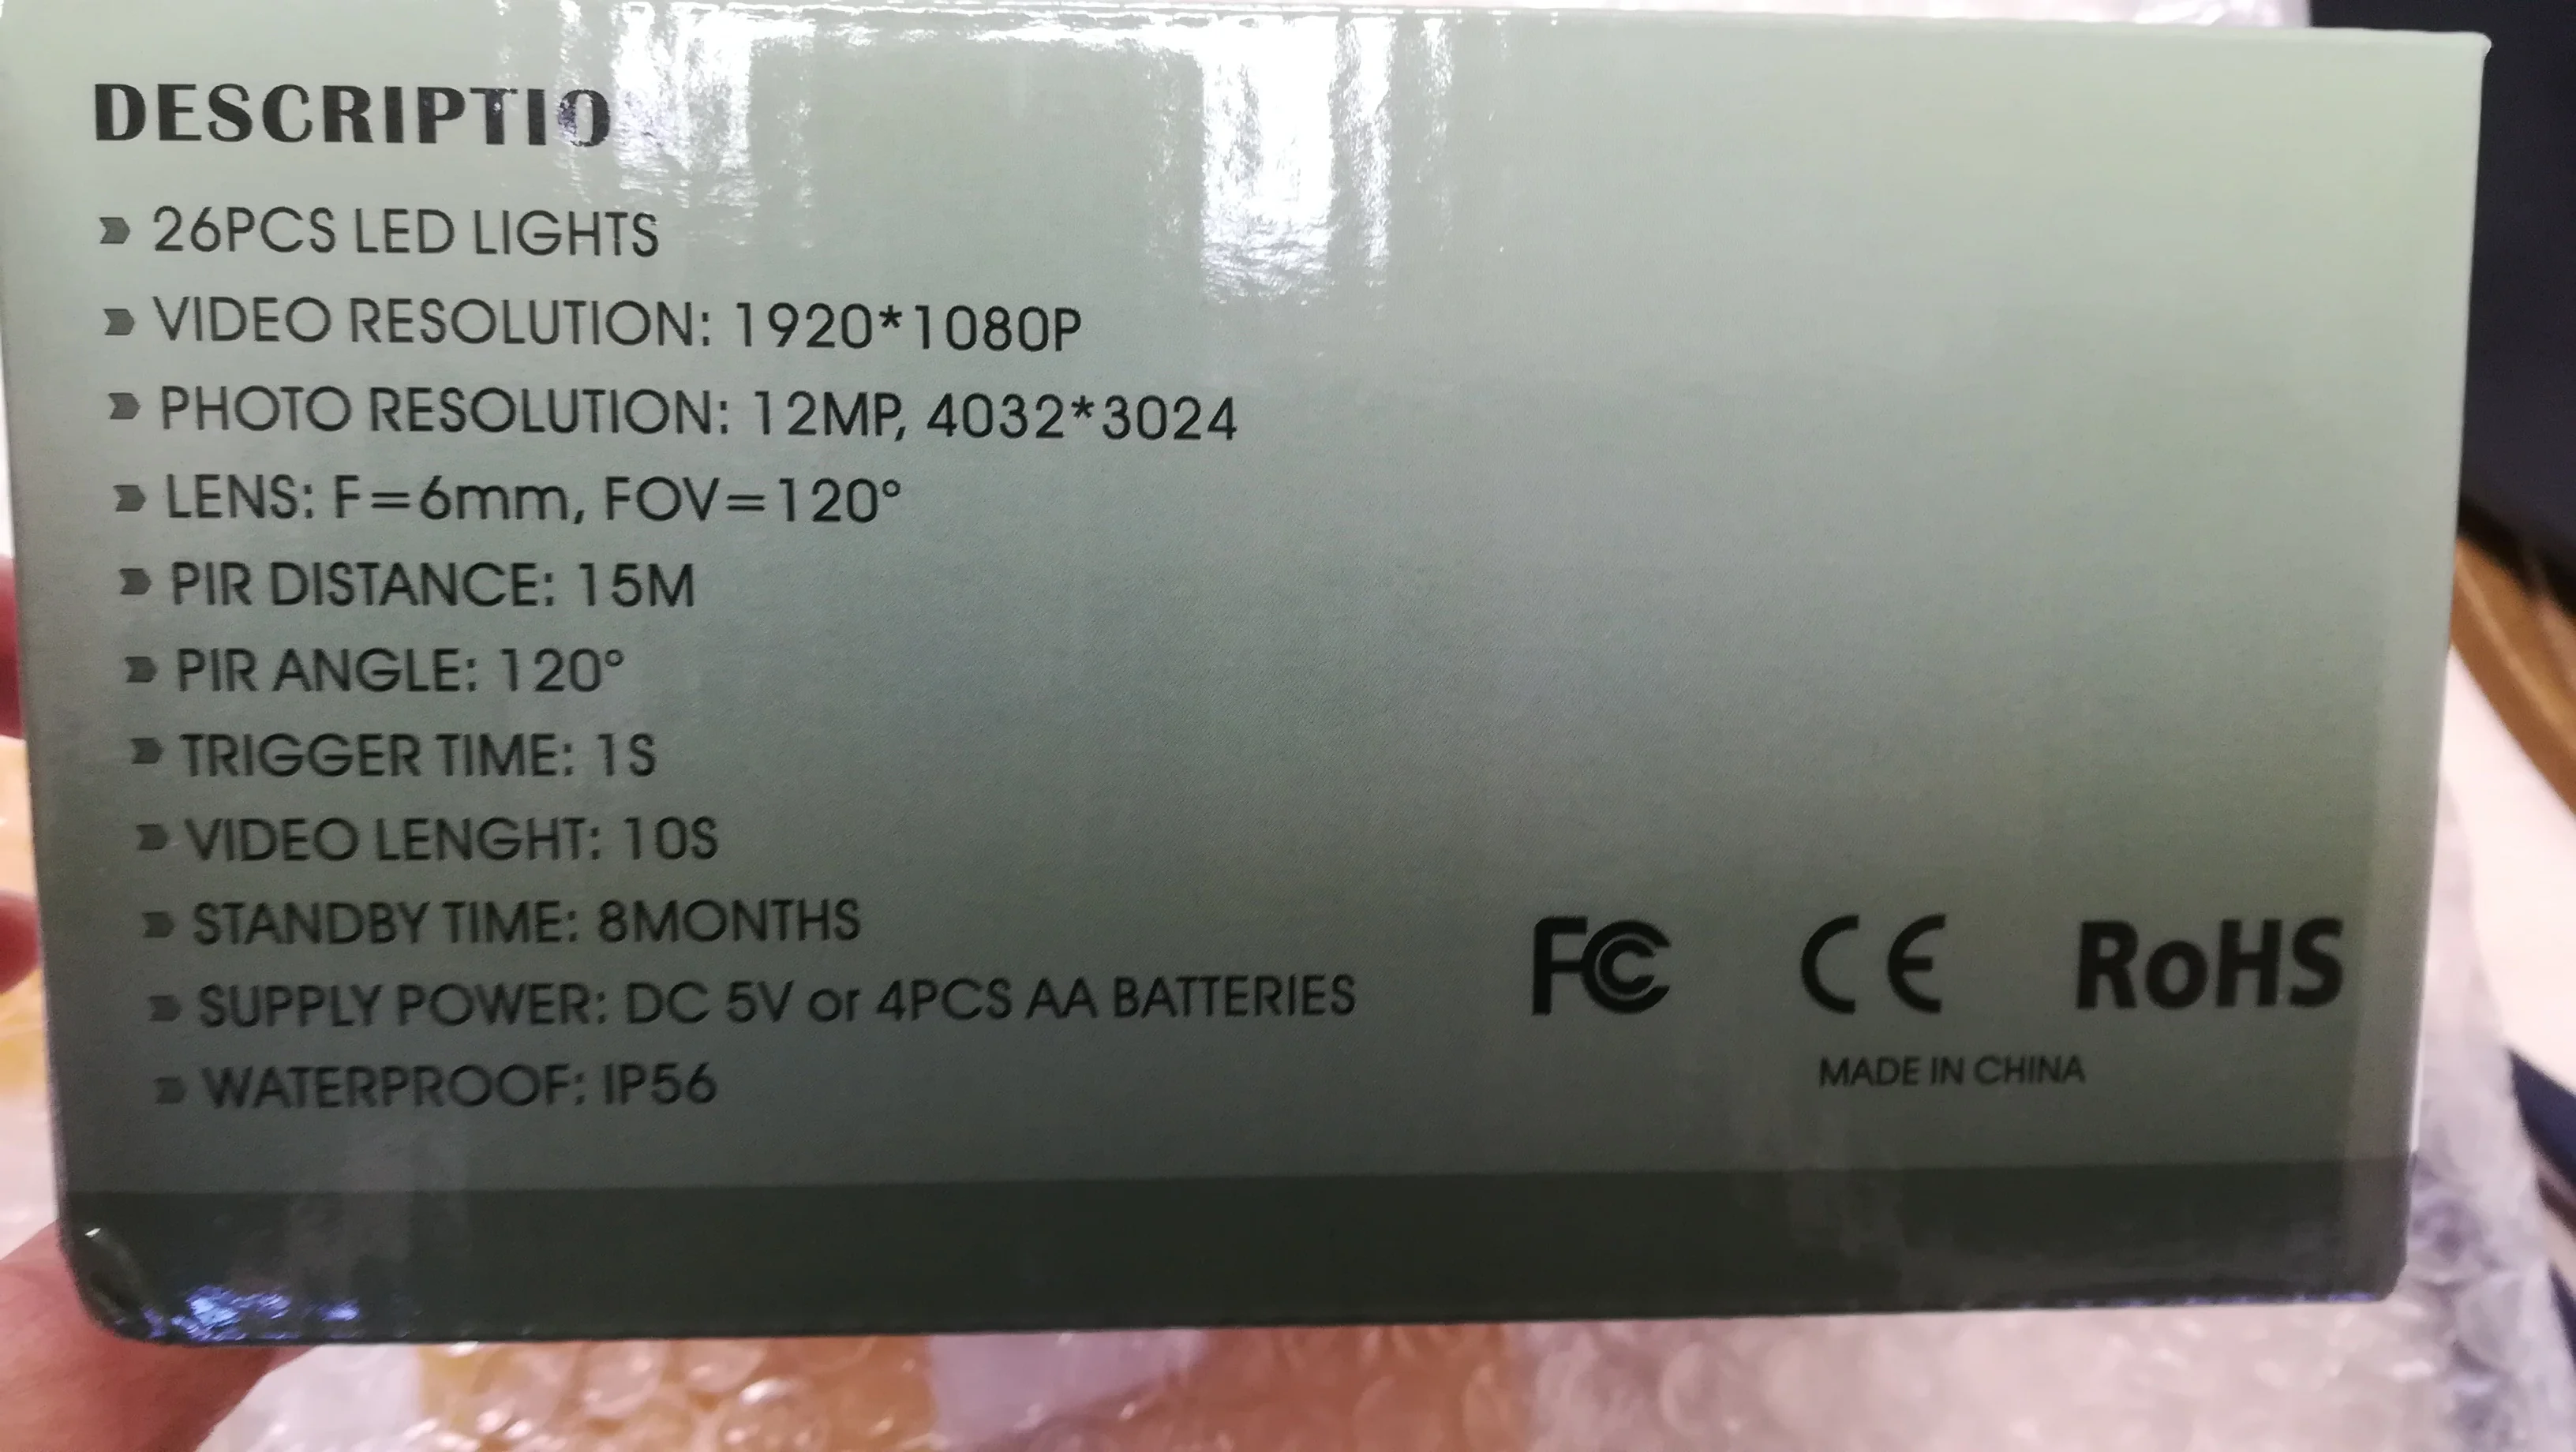 DESCRIPTIO
26PCS LED LIGHTS
VIDEO RESOLUTION: 1920*1080P
PHOTO RESOLUTION: 12MP, 4032*3024
LENS: F=6mm, FOV=120°
PIR DISTANCE: 15M
PIR ANGLE: 120°
TRIGGER TIME: 1S
VIDEO LENGHT: 10S
STANDBY TIME: 8MONTHS
SUPPLY POWER: DC 5V or 4PCS AA BATTERIES
WATERPROOF: IP56
FC CE RoHS
MADE IN CHINA